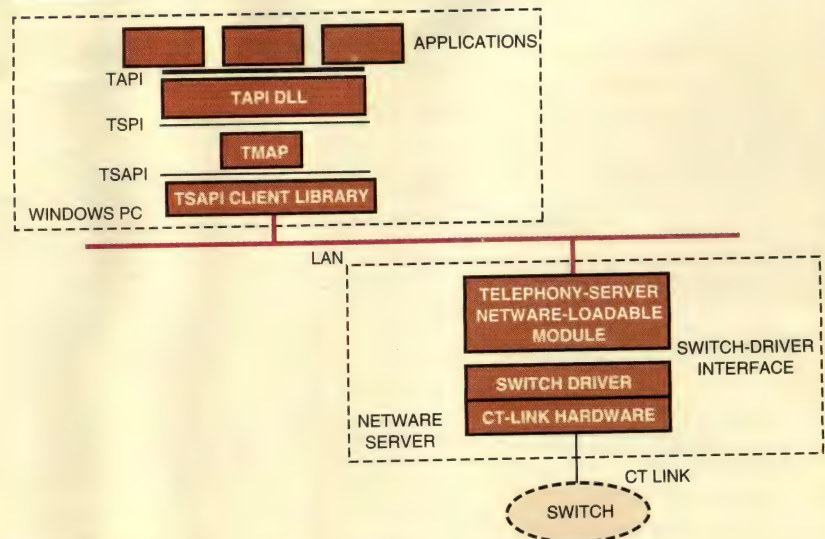 APPLICATIONS
TAPI
TAPI DLL
TSPI
TMAP
TSAPI
TSAPI CLIENT LIBRARY
WINDOWS PC
LAN
TELEPHONY-SERVER
NETWARE-LOADABLE
MODULE
SWITCH-DRIVER
INTERFACE
SWITCH DRIVER
CT-LINK HARDWARE
NETWARE
SERVER
CT LINK
SWITCH